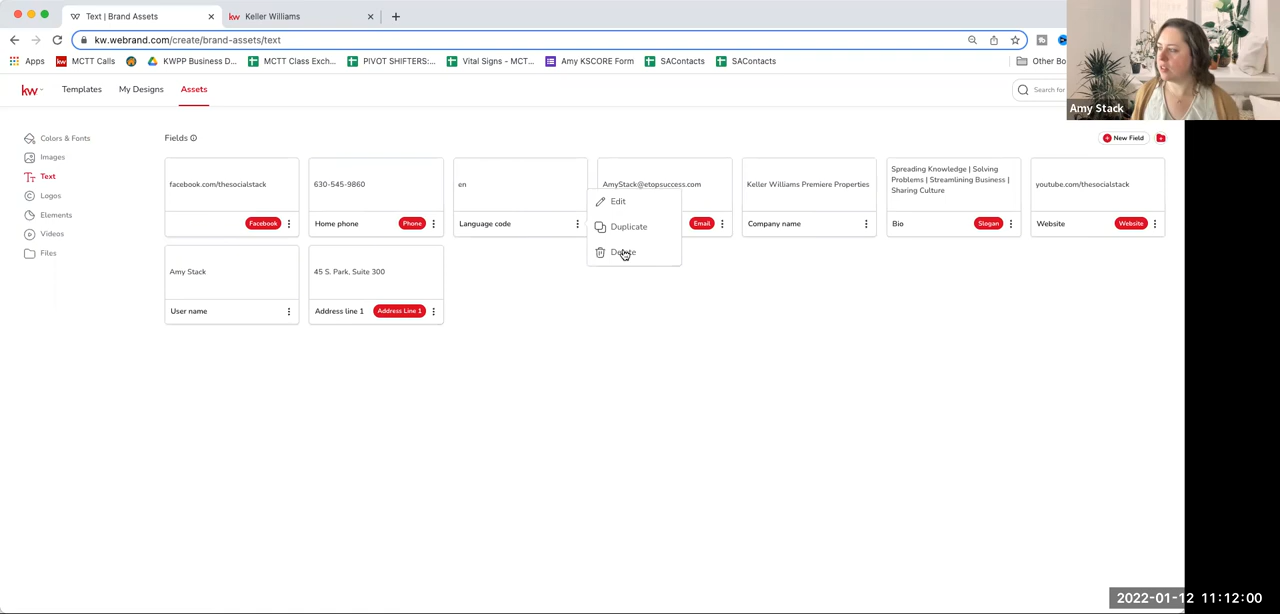 Text | Brand Assets
kw Keller Williams
kw.webrand.com/create/brand-assets/text
Apps
kw MCTT Calls
KWPP Business D...
MCTT Class Exch...
PIVOT SHIFTERS:...
Vital Signs - MCT...
Amy KSCORE Form
SAContacts
SAContacts
Other Bo
Amy Stack
kw
Templates
My Designs
Assets
Search for
Colors & Fonts
Images
Text
Logos
Elements
Videos
Files
Fields
New Field
facebook.com/thesocialstack
Facebook
630-545-9860
Home phone
Phone
en
Language code
AmyStack@etopsuccess.com
Email
Edit
Duplicate
Delete
Keller Williams Premiere Properties
Company name
Spreading Knowledge | Solving
Problems | Streamlining Business |
Sharing Culture
Bio
Slogan
youtube.com/thesocialstack
Website
Website
Amy Stack
User name
45 S. Park, Suite 300
Address line 1
Address Line 1
2022-01-12 11:12:00